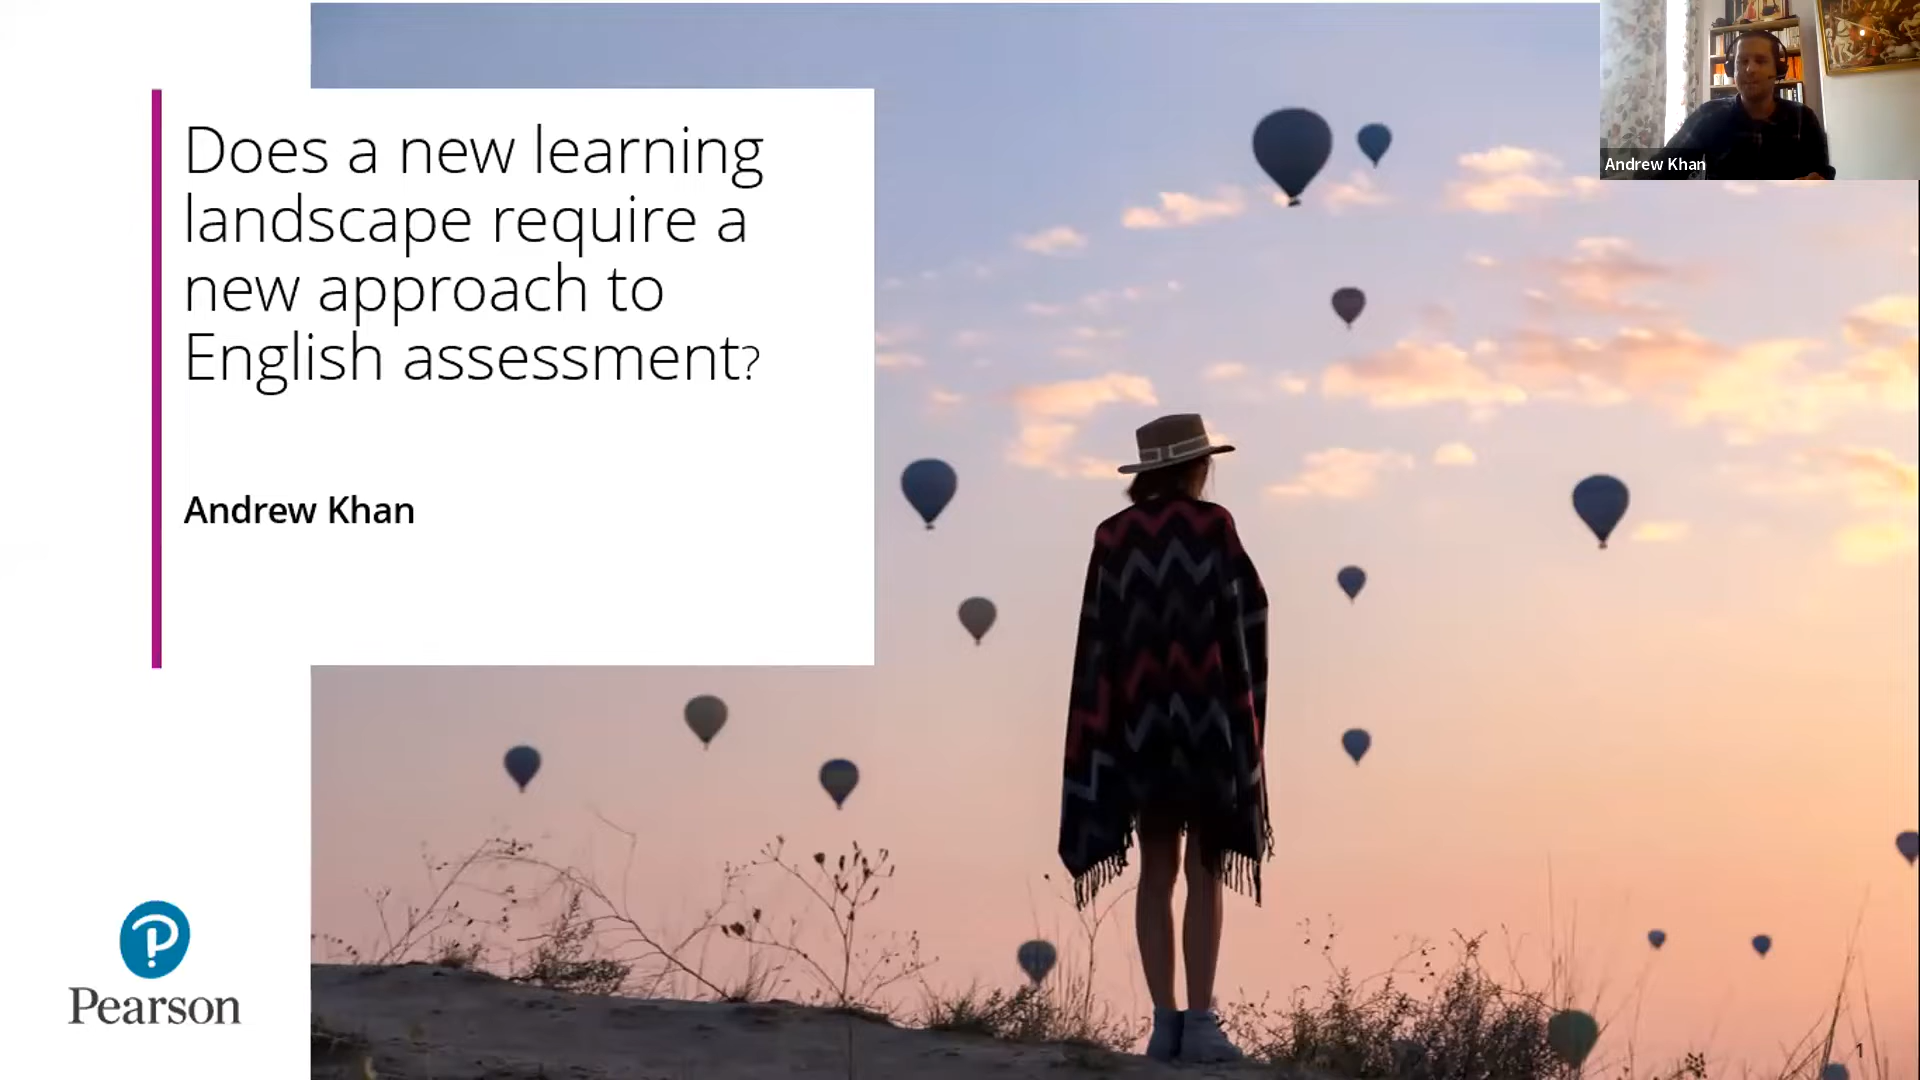 Does a new learning
landscape require a
new approach to
English assessment?
Andrew Khan
Pearson
Andrew Khan
1